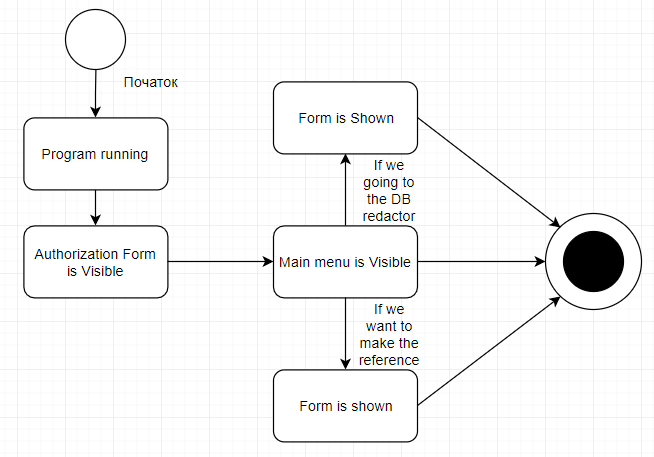 Початок
Program running
Authorization Form
is Visible
Form is Shown
If we
going to
the DB
redactor
Main menu is Visible
If we
want to
make the
reference
Form is shown